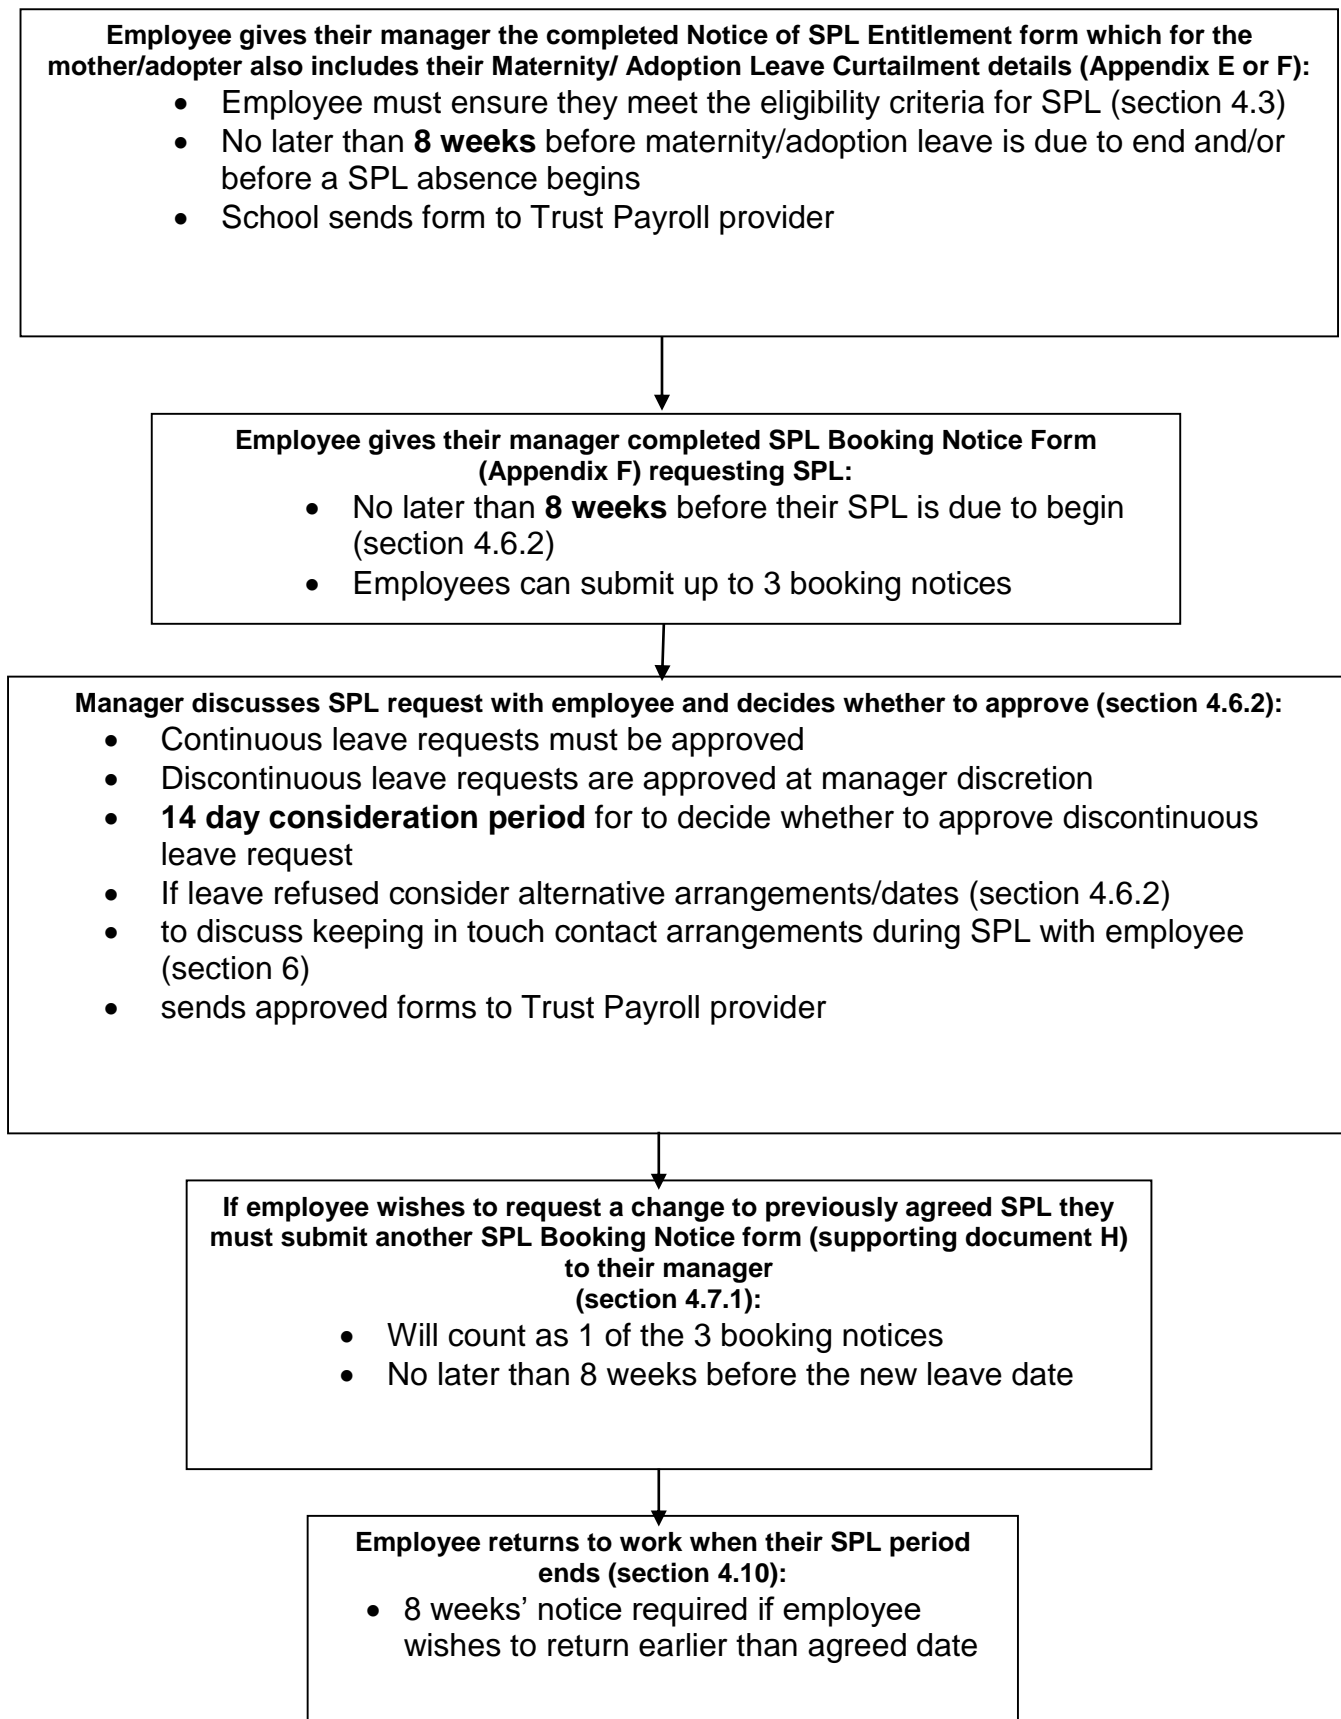 Employee gives their manager the completed Notice of SPL Entitlement form which for the
mother/adopter also includes their Maternity/ Adoption Leave Curtailment details (Appendix E or F):
• Employee must ensure they meet the eligibility criteria for SPL (section 4.3)
• No later than 8 weeks before maternity/adoption leave is due to end and/or
before a SPL absence begins
• School sends form to Trust Payroll provider
Employee gives their manager completed SPL Booking Notice Form
(Appendix F) requesting SPL:
• No later than 8 weeks before their SPL is due to begin
(section 4.6.2)
• Employees can submit up to 3 booking notices
Manager discusses SPL request with employee and decides whether to approve (section 4.6.2):
• Continuous leave requests must be approved
• Discontinuous leave requests are approved at manager discretion
• 14 day consideration period for to decide whether to approve discontinuous
leave request
• If leave refused consider alternative arrangements/dates (section 4.6.2)
• to discuss keeping in touch contact arrangements during SPL with employee
(section 6)
• sends approved forms to Trust Payroll provider
If employee wishes to request a change to previously agreed SPL they
must submit another SPL Booking Notice form (supporting document H)
to their manager
(section 4.7.1):
• Will count as 1 of the 3 booking notices
• No later than 8 weeks before the new leave date
Employee returns to work when their SPL period
ends (section 4.10):
• 8 weeks’ notice required if employee
wishes to return earlier than agreed date